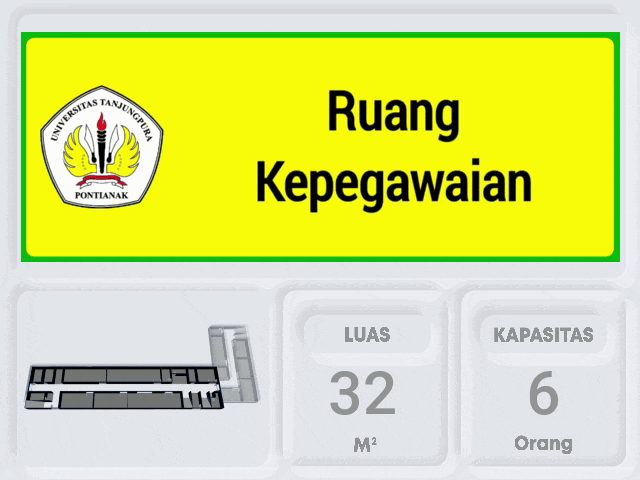 UNIVERSITAS TANJUNGPURA
PONTIANAK
Ruang
Kepegawaian
LUAS
32
M²
KAPASITAS
6
Orang